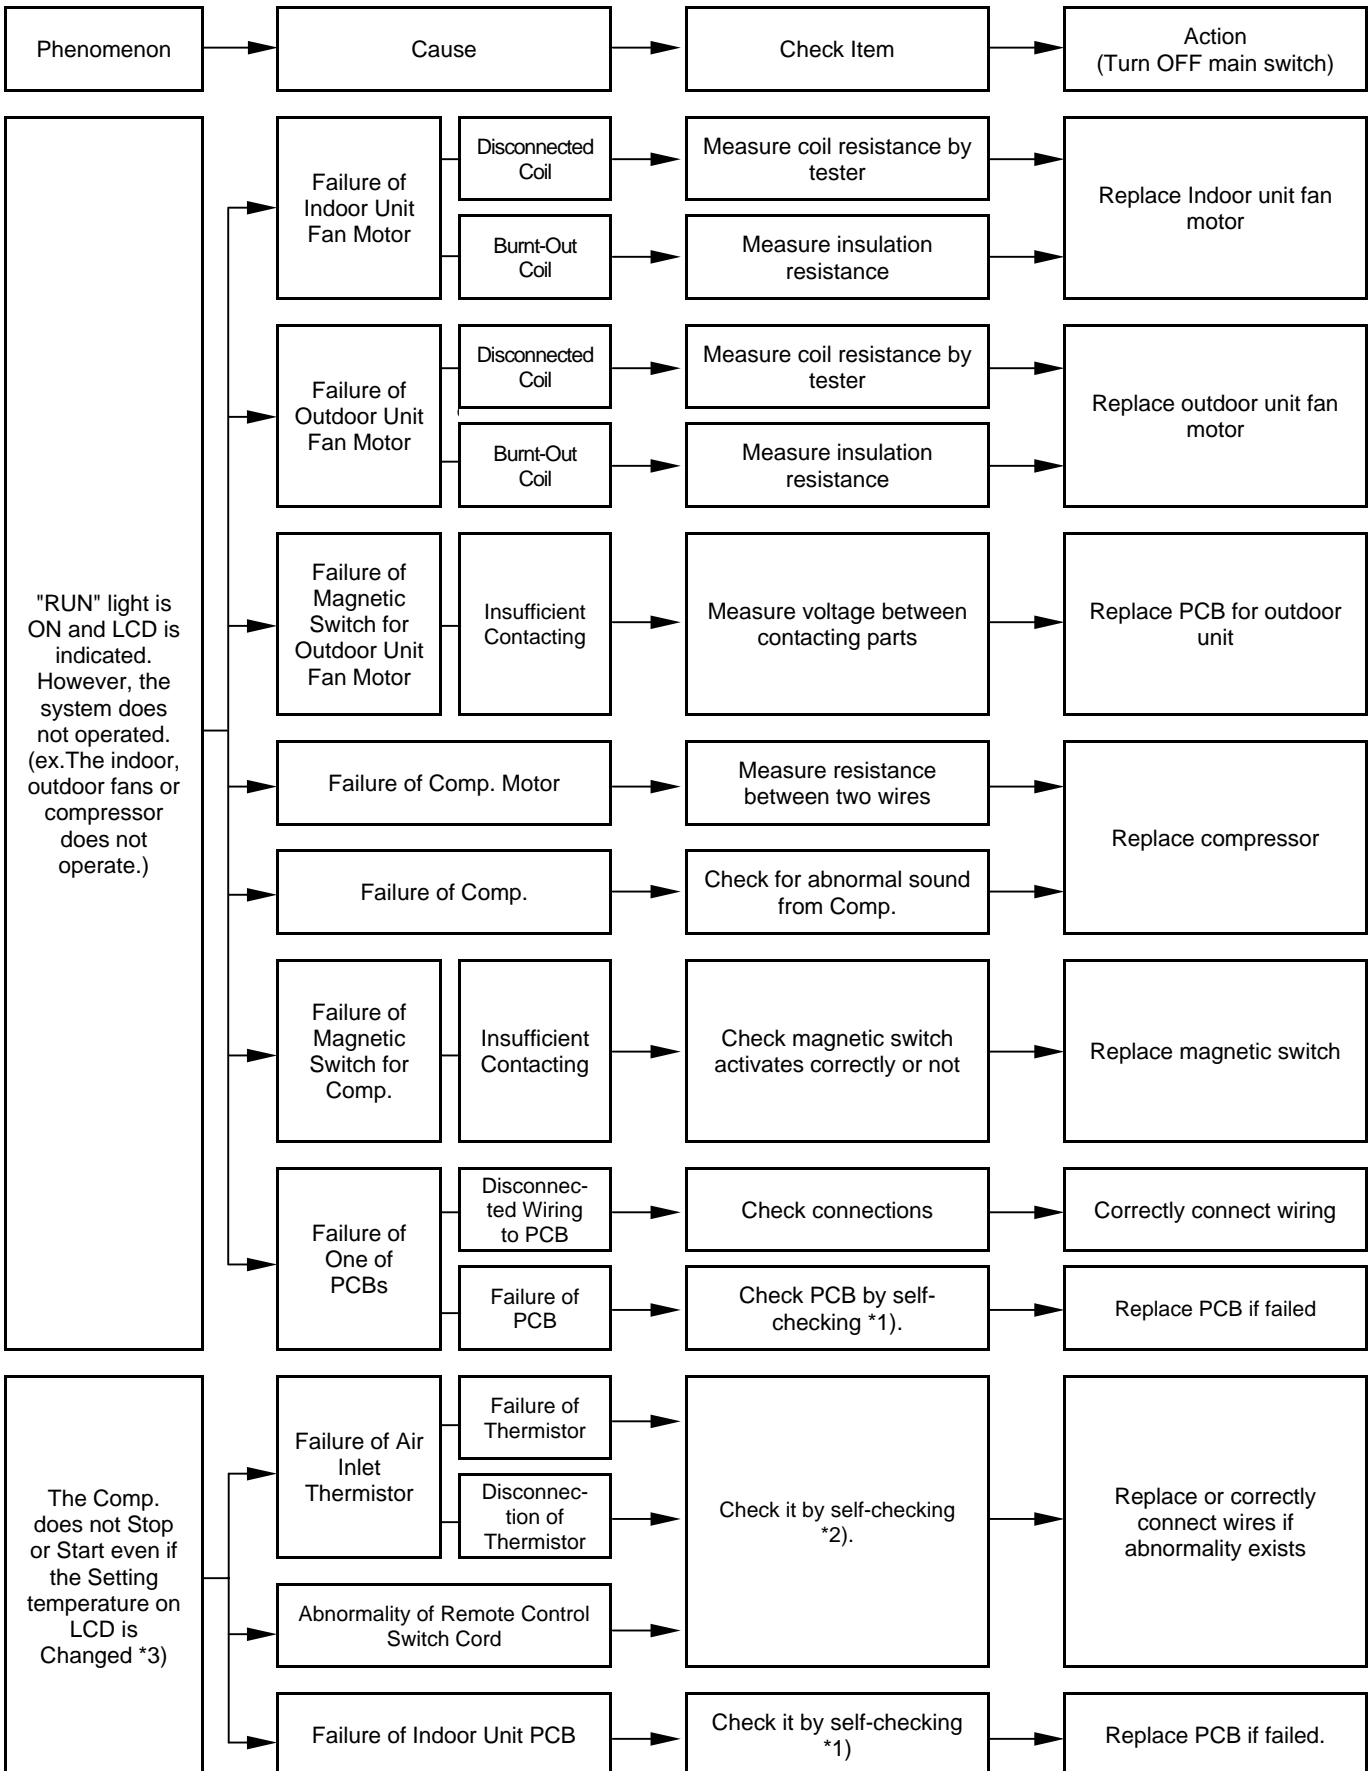 Phenomenon
Cause
Check Item
Action
(Turn OFF main switch)
"RUN" light is
ON and LCD is
indicated.
However, the
system does
not operated.
(ex.The indoor,
outdoor fans or
compressor
does not
operate.)
Failure of
Indoor Unit
Fan Motor
Disconnected
Coil
Measure coil resistance by
tester
Burnt-Out
Coil
Measure insulation
resistance
Replace Indoor unit fan
motor
Failure of
Outdoor Unit
Fan Motor
Disconnected
Coil
Measure coil resistance by
tester
Burnt-Out
Coil
Measure insulation
resistance
Replace outdoor unit fan
motor
Failure of
Magnetic
Switch for
Outdoor Unit
Fan Motor
Insufficient
Contacting
Measure voltage between
contacting parts
Replace PCB for outdoor
unit
Failure of Comp. Motor
Measure resistance
between two wires
Failure of Comp.
Check for abnormal sound
from Comp.
Replace compressor
Failure of
Magnetic
Switch for
Comp.
Insufficient
Contacting
Check magnetic switch
activates correctly or not
Replace magnetic switch
Failure of
One of
PCBs
Disconnec-
ted Wiring
to PCB
Check connections
Correctly connect wiring
Failure of
PCB
Check PCB by self-
checking *1).
Replace PCB if failed
The Comp.
does not Stop
or Start even if
the Setting
temperature on
LCD is
Changed *3)
Failure of Air
Inlet
Thermistor
Failure of
Thermistor
Disconnec-
tion of
Thermistor
Abnormality of Remote Control
Switch Cord
Check it by self-checking
*2).
Replace or correctly
connect wires if
abnormality exists
Failure of Indoor Unit PCB
Check it by self-checking
*1)
Replace PCB if failed.